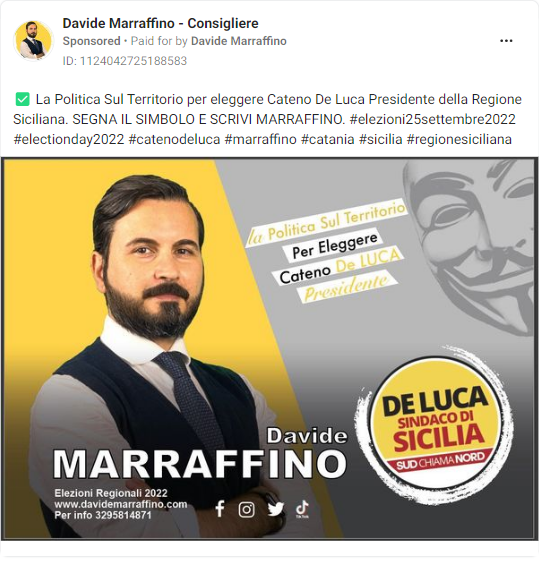 Davide Marraffino - Consigliere
Sponsored • Paid for by Davide Marraffino
ID: 1124042725188583
✅ La Politica Sul Territorio per eleggere Cateno De Luca Presidente della Regione
Siciliana. SEGNA IL SIMBOLO E SCRIVI MARRAFFINO. #elezioni25settembre2022
#electionday2022 #catenodeluca #marraffino #catania #sicilia #regionesiciliana
la Politica Sul Territorio
Per Eleggere
Cateno De LUCA
Presidente
DE LUCA
SINDACO DI
SICILIA
SUD CHIAMA NORD
Davide
MARRAFFINO
Elezioni Regionali 2022
www.davidemarraffino.com
Per info 3295814871
TikTok